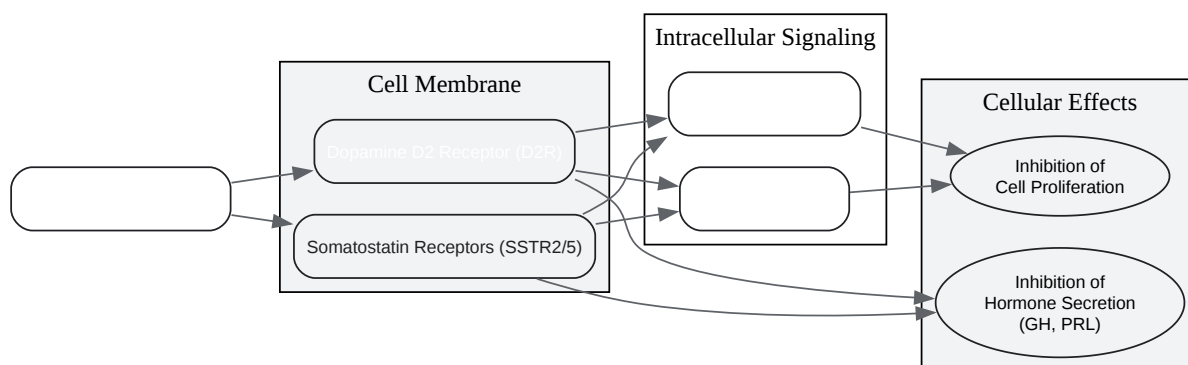 Intracellular Signaling
Cell Membrane
Cellular Effects
Dopamine D2 Receptor (D2R)
Somatostatin Receptors (SSTR2/5)
Inhibition of
Cell Proliferation
Inhibition of
Hormone Secretion
(GH, PRL)